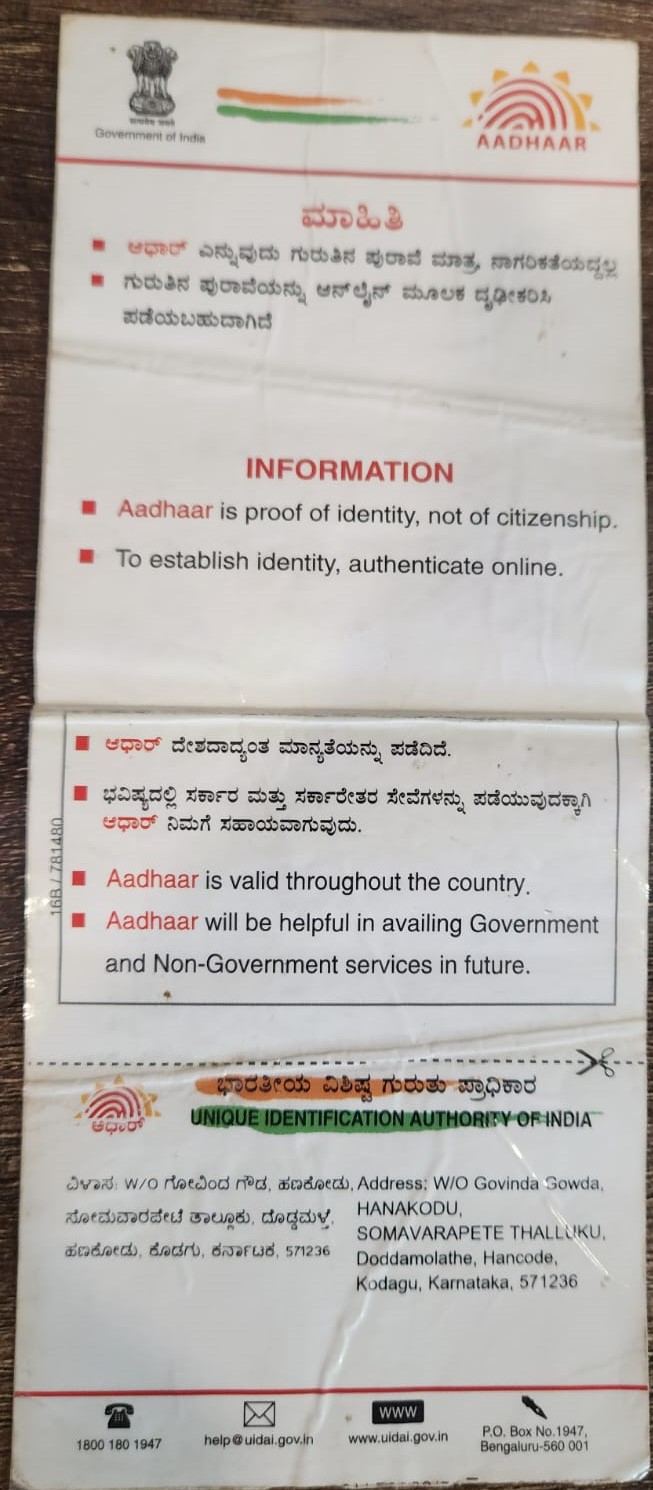 Government of India
AADHAAR
ಮಾಹಿತಿ
ಆಧಾರ್ ಎನ್ನುವುದು ಗುರುತಿನ ಪುರಾವೆ ಮಾತ್ರ, ನಾಗರಿಕತೆಯದ್ದಲ್ಲ
ಗುರುತಿನ ಪುರಾವೆಯನ್ನು ಆನ್‌ಲೈನ್ ಮೂಲಕ ದೃಢೀಕರಿಸಿ
ಪಡೆಯಬಹುದಾಗಿದೆ
INFORMATION
Aadhaar is proof of identity, not of citizenship.
To establish identity, authenticate online.
ಆಧಾರ್ ದೇಶದಾದ್ಯಂತ ಮಾನ್ಯತೆಯನ್ನು ಪಡೆದಿದೆ.
ಭವಿಷ್ಯದಲ್ಲಿ ಸರ್ಕಾರ ಮತ್ತು ಸರ್ಕಾರೇತರ ಸೇವೆಗಳನ್ನು ಪಡೆಯುವುದಕ್ಕಾಗಿ
ಆಧಾರ್ ನಿಮಗೆ ಸಹಾಯವಾಗುವುದು.
16B / 781480
Aadhaar is valid throughout the country.
Aadhaar will be helpful in availing Government
and Non-Government services in future.
ಭಾರತೀಯ ವಿಶಿಷ್ಟ ಗುರುತು ಪ್ರಾಧಿಕಾರ
UNIQUE IDENTIFICATION AUTHORITY OF INDIA
ಆಧಾರ್
ವಿಳಾಸ: W/O ಗೋವಿಂದ ಗೌಡ, ಹಣಕೋಡು,
ಸೋಮವಾರಪೇಟೆ ತಾಲ್ಲೂಕು, ದೊಡ್ಡಮಳ್ತೆ,
ಹಣಕೋಡು, ಕೊಡಗು, ಕರ್ನಾಟಕ, 571236
Address: W/O Govinda Gowda,
HANAKODU,
SOMAVARAPETE THALLUKU,
Doddamolathe, Hancode,
Kodagu, Karnataka, 571236
1800 180 1947
help@uidai.gov.in
WWW
www.uidai.gov.in
P.O. Box No.1947,
Bengaluru-560 001